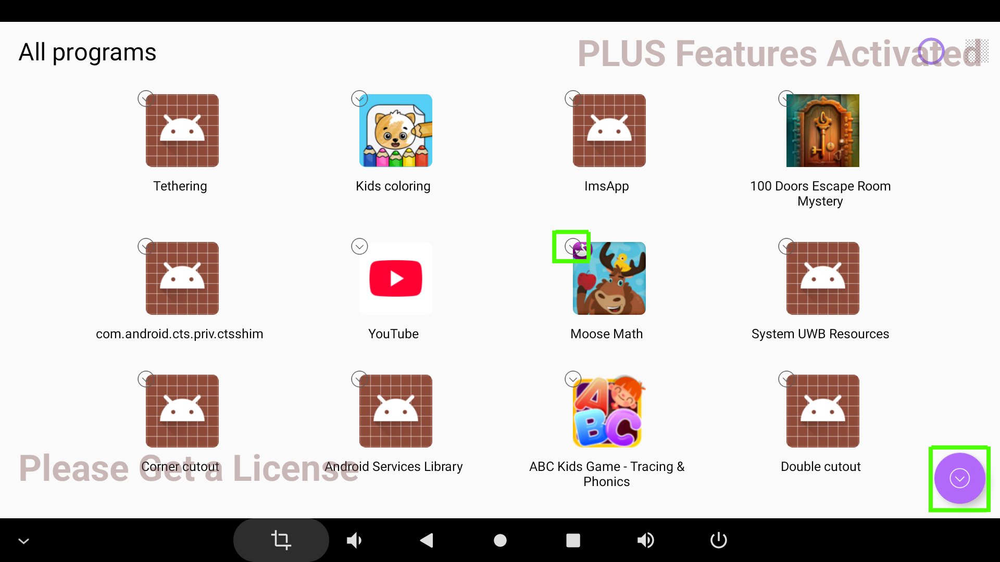 All programs
PLUS Features Activated
Tethering
Kids coloring
ImsApp
100 Doors Escape Room
Mystery
com.android.cts.priv.ctsshim
YouTube
Moose Math
System UWB Resources
A
B C
Please Get a License
Corner cutout
Android Services Library
ABC Kids Game - Tracing &
Phonics
Double cutout